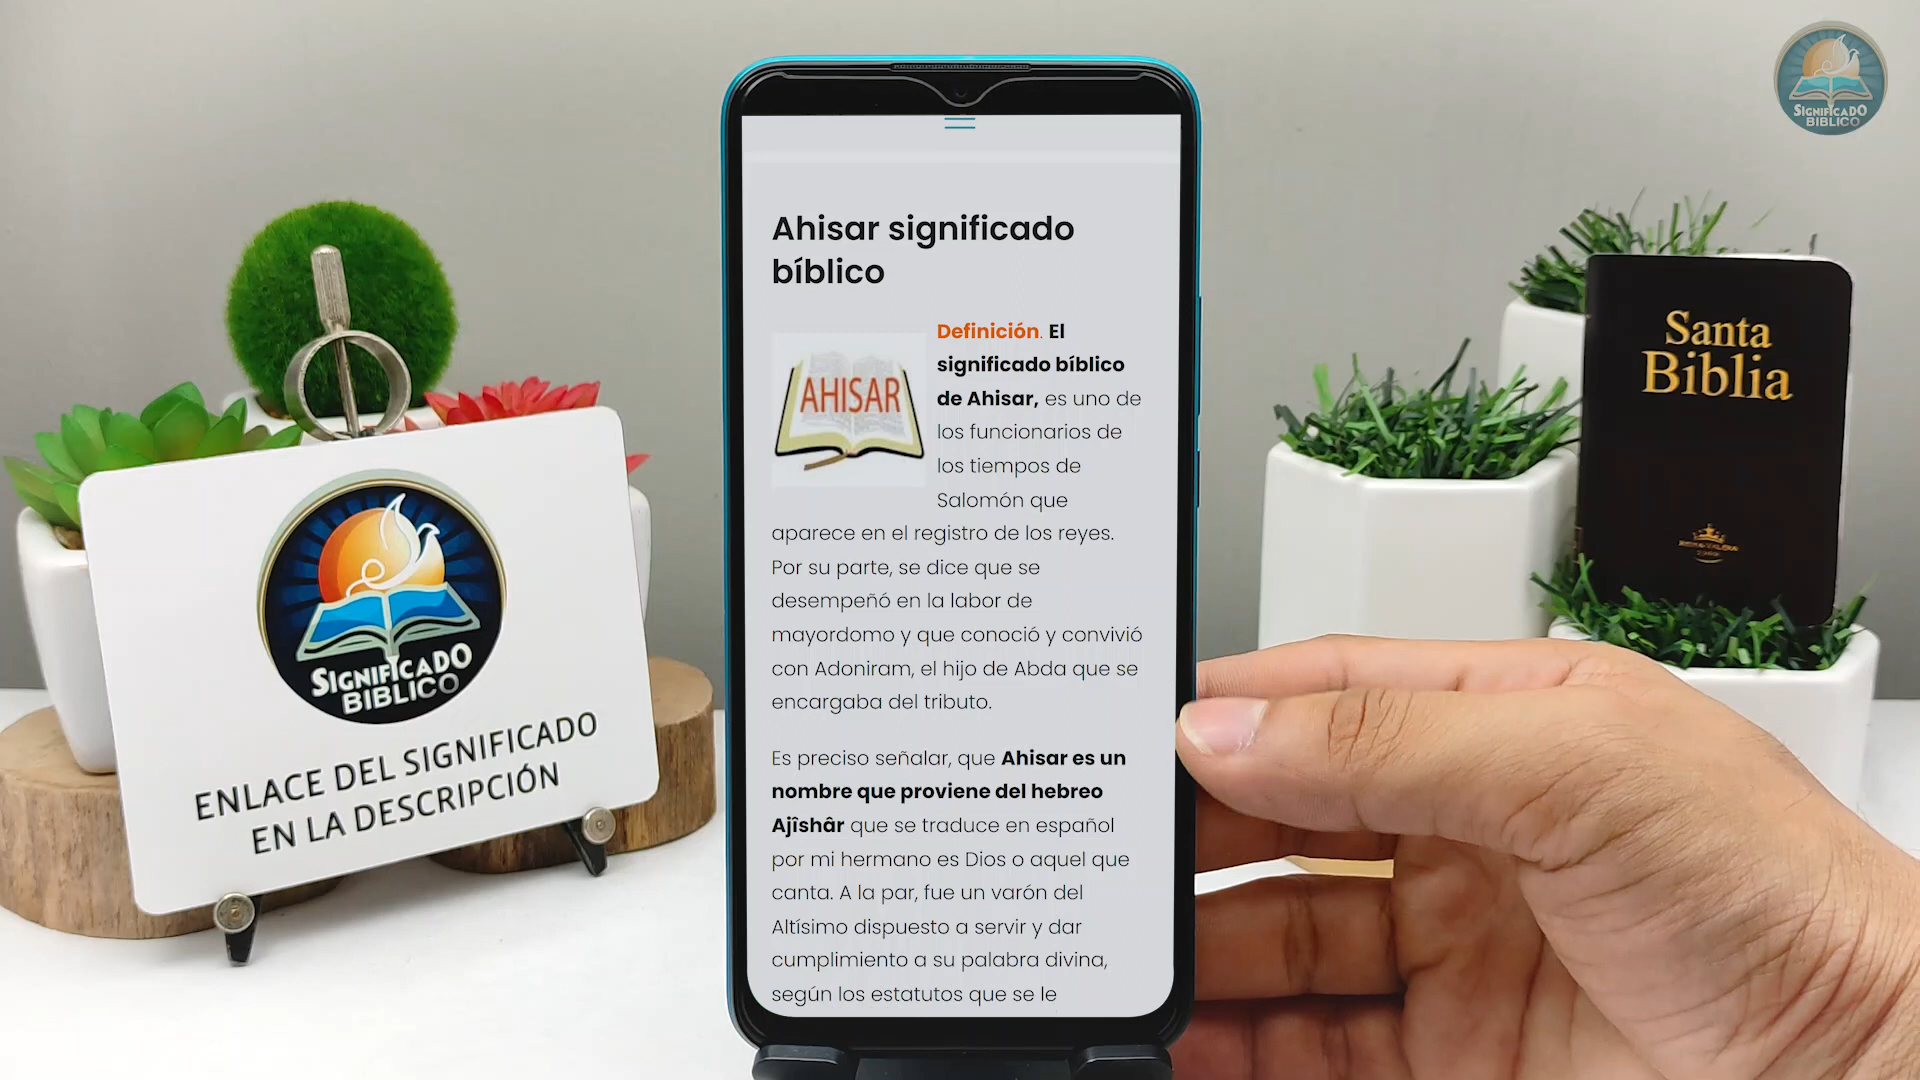 SIGNIFICADO
BIBLICO
Ahisar significado
bíblico
AHISAR
Definición. El
significado bíblico
de Ahisar, es uno de
los funcionarios de
los tiempos de
Salomón que
aparece en el registro de los reyes.
Por su parte, se dice que se
desempeñó en la labor de
mayordomo y que conoció y convivió
con Adoniram, el hijo de Abda que se
encargaba del tributo.
Es preciso señalar, que Ahisar es un
nombre que proviene del hebreo
Ajîshâr que se traduce en español
por mi hermano es Dios o aquel que
canta. A la par, fue un varón del
Altísimo dispuesto a servir y dar
cumplimiento a su palabra divina,
según los estatutos que se le
SIGNIFICADO
BIBLICO
ENLACE DEL SIGNIFICADO
EN LA DESCRIPCIÓN
Santa
Biblia
REINA-VALERA